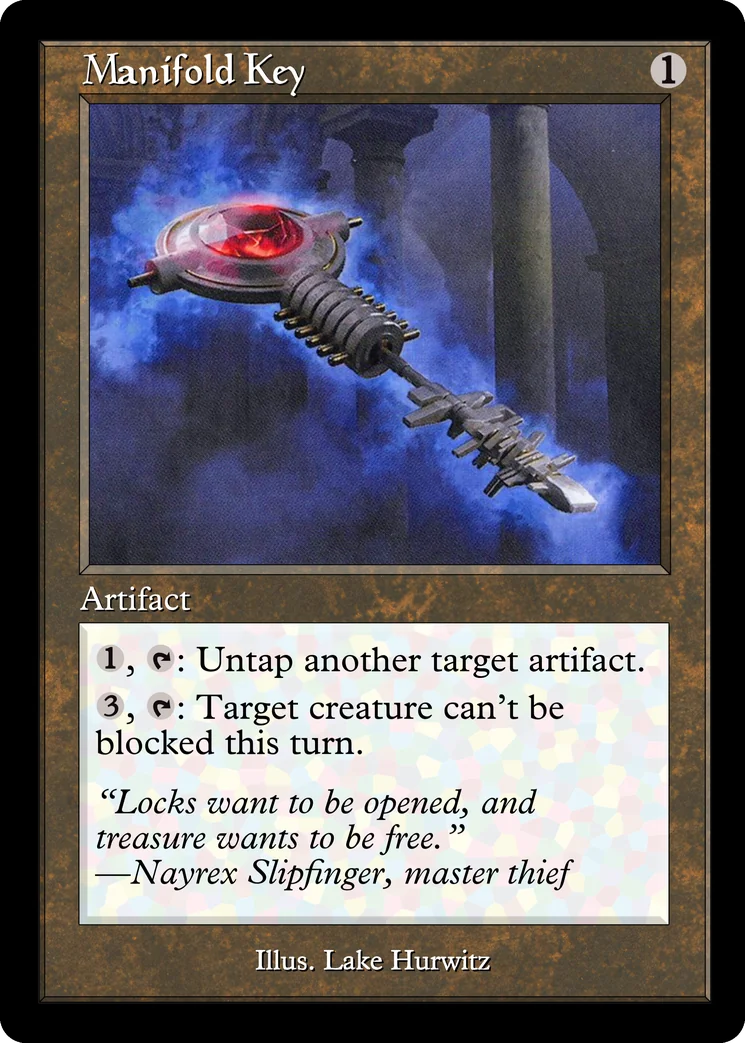 Manifold Key 1
Artifact
1, : Untap another target artifact.
3, : Target creature can't be
blocked this turn.
“Locks want to be opened, and
treasure wants to be free.”
—Nayrex Slipfinger, master thief
Illus. Lake Hurwitz